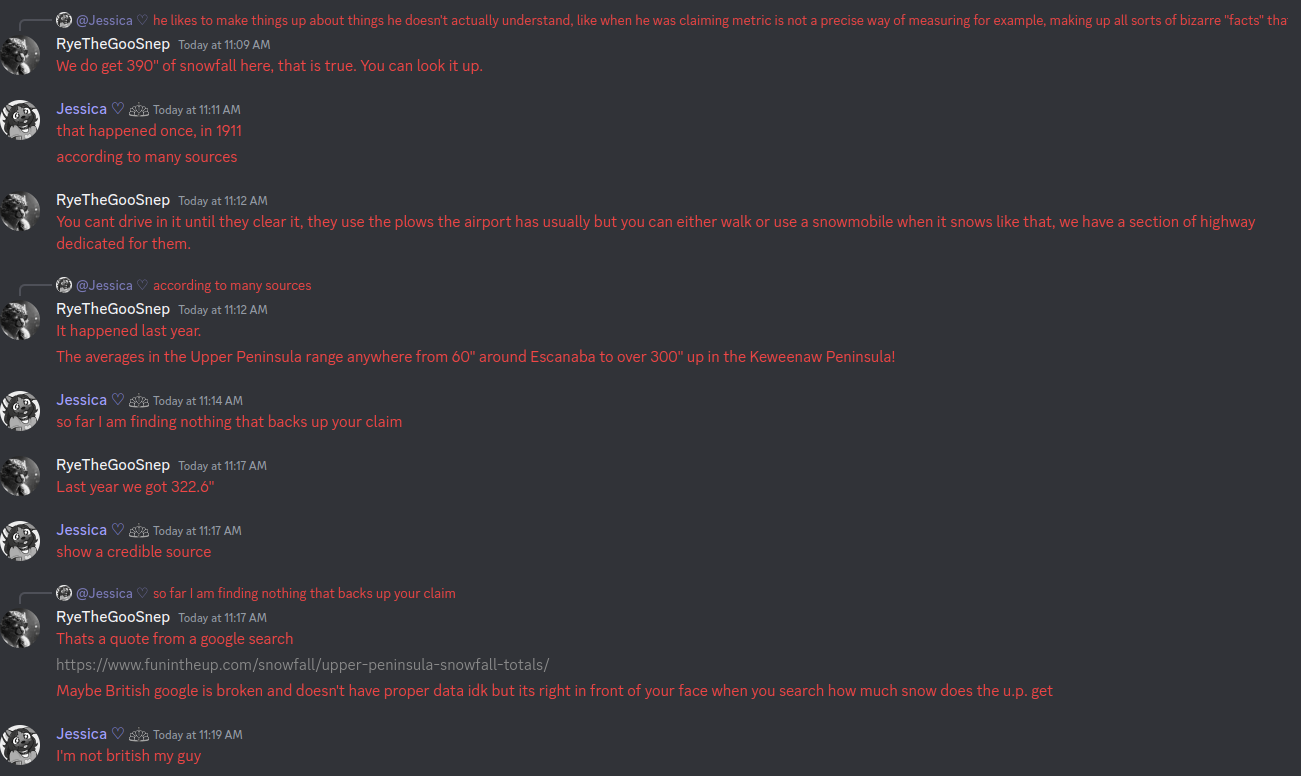 @Jessica ♡ he likes to make things up about things he doesn't actually understand, like when he was claiming metric is not a precise way of measuring for example, making up all sorts of bizarre "facts" tha
RyeTheGooSnep Today at 11:09 AM
We do get 390" of snowfall here, that is true. You can look it up.
Jessica ♡ Today at 11:11 AM
that happened once, in 1911
according to many sources
RyeTheGooSnep Today at 11:12 AM
You cant drive in it until they clear it, they use the plows the airport has usually but you can either walk or use a snowmobile when it snows like that, we have a section of highway
dedicated for them.
@Jessica ♡ according to many sources
RyeTheGooSnep Today at 11:12 AM
It happened last year.
The averages in the Upper Peninsula range anywhere from 60" around Escanaba to over 300" up in the Keweenaw Peninsula!
Jessica ♡ Today at 11:14 AM
so far I am finding nothing that backs up your claim
RyeTheGooSnep Today at 11:17 AM
Last year we got 322.6"
Jessica ♡ Today at 11:17 AM
show a credible source
@Jessica ♡ so far I am finding nothing that backs up your claim
RyeTheGooSnep Today at 11:17 AM
Thats a quote from a google search
https://www.funintheup.com/snowfall/upper-peninsula-snowfall-totals/
Maybe British google is broken and doesn't have proper data idk but its right in front of your face when you search how much snow does the u.p. get
Jessica ♡ Today at 11:19 AM
I'm not british my guy